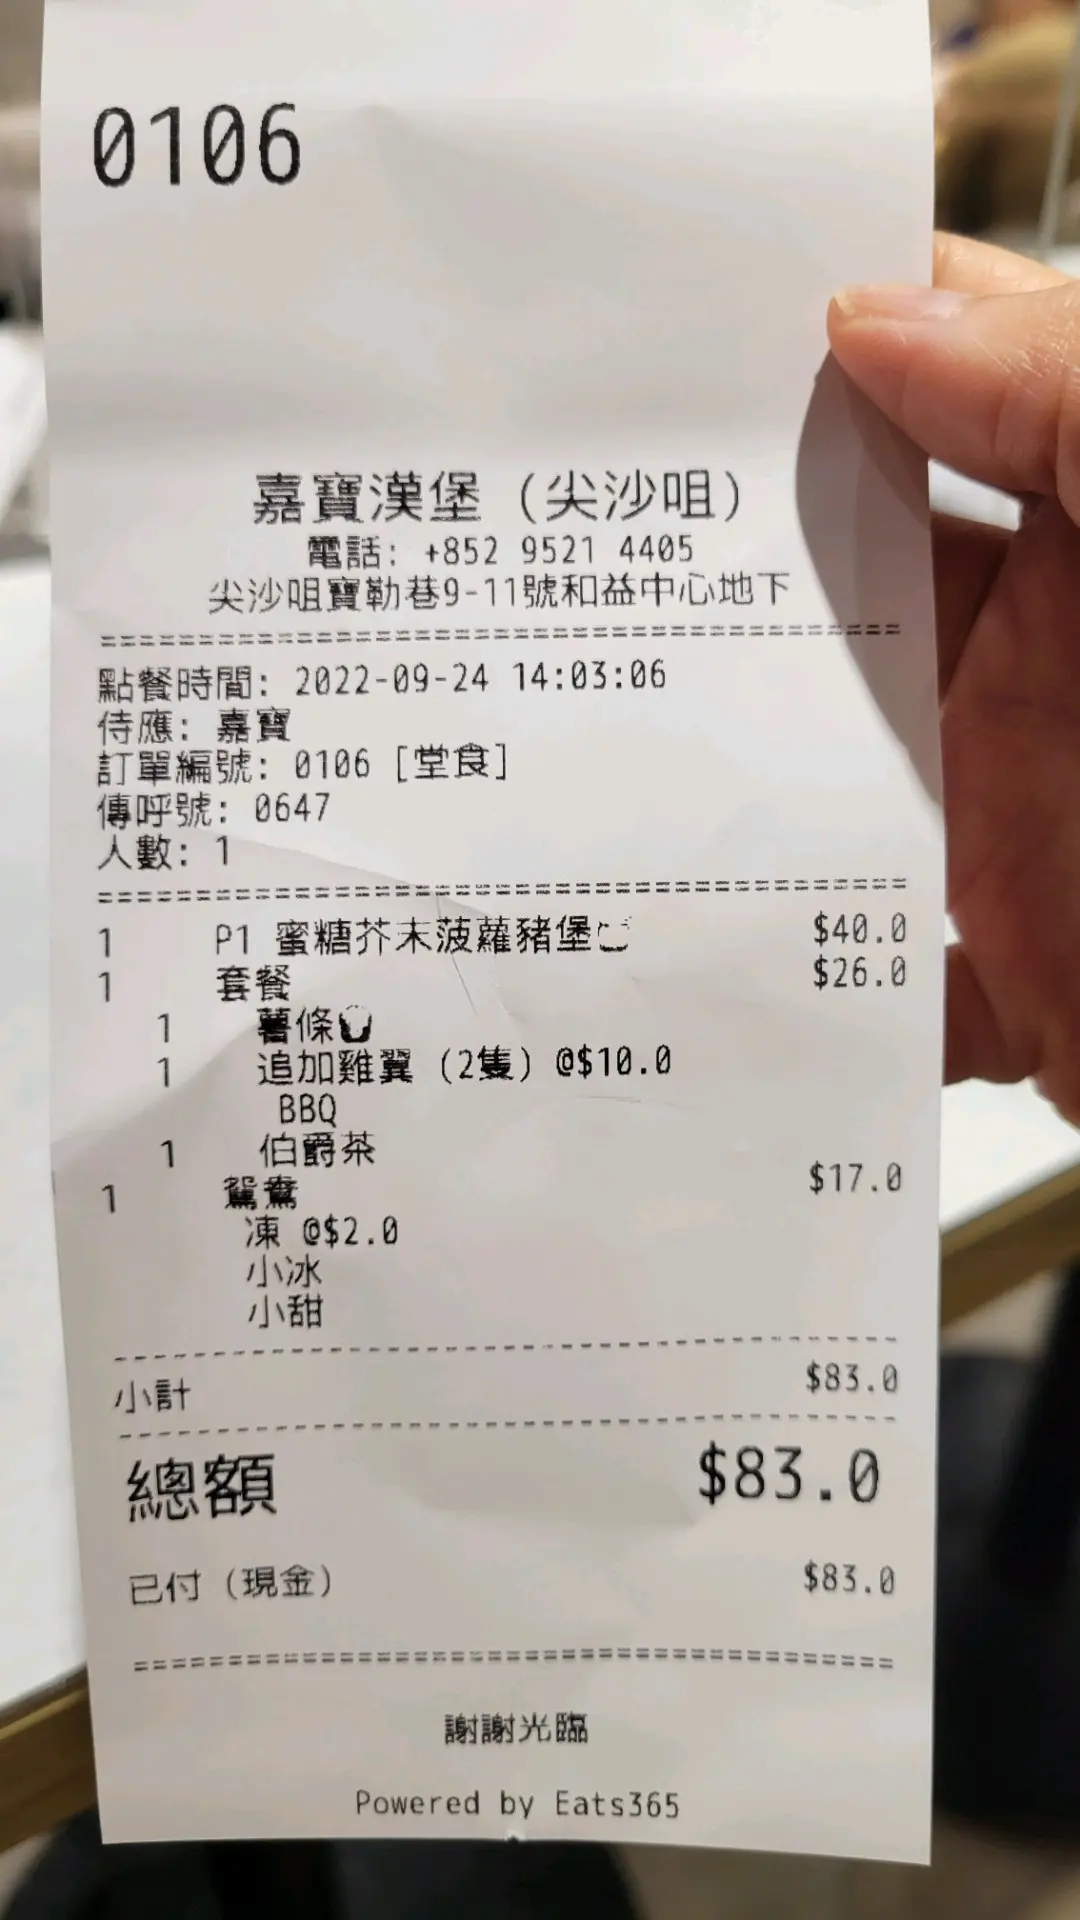 0106
嘉寶漢堡 (尖沙咀)
電話: +852 9521 4405
尖沙咀寶勒巷9-11號和益中心地下
點餐時間: 2022-09-24 14:03:06
侍應: 嘉寶
訂單編號: 0106 [堂食]
傳呼號: 0647
人數: 1
1 P1 蜜糖芥末菠蘿豬堡 $40.0
1 套餐 $26.0
1 薯條🍟
1 追加雞翼 (2隻) @$10.0
BBQ
1 伯爵茶
1 鴛鴦 $17.0
凍 @$2.0
小冰
小甜
小計 $83.0
總額 $83.0
已付 (現金) $83.0
謝謝光臨
Powered by Eats365